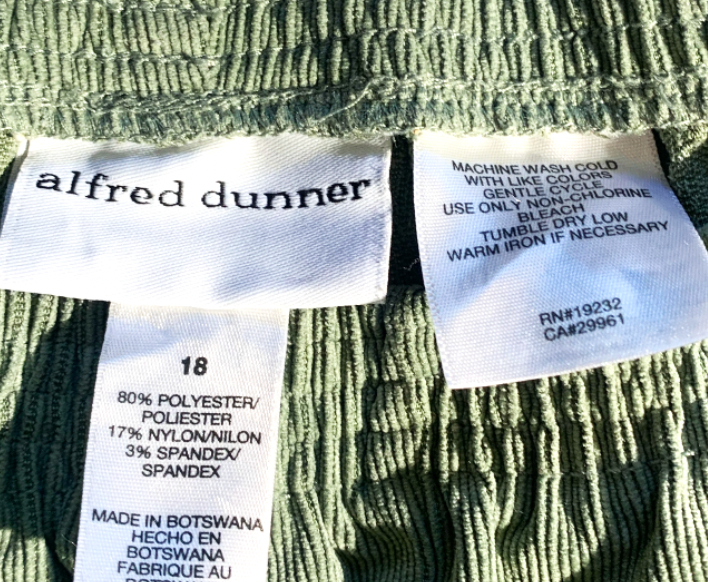 alfred dunner
18
80% POLYESTER/
POLIESTER
17% NYLON/NILON
3% SPANDEX/
SPANDEX
MADE IN BOTSWANA
HECHO EN
BOTSWANA
FABRIQUE AU
MACHINE WASH COLD
WITH LIKE COLORS
GENTLE CYCLE
USE ONLY NON-CHLORINE
BLEACH
TUMBLE DRY LOW
WARM IRON IF NECESSARY
RN#19232
CA#29961